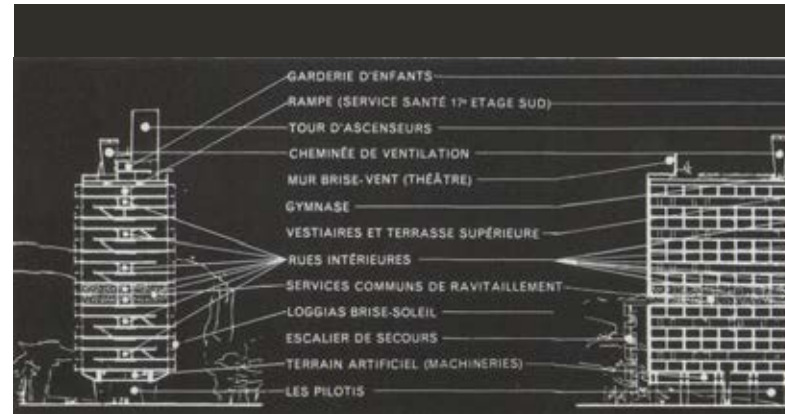 GARDERIE D'ENFANTS
RAMPE (SERVICE SANTÉ 17e ETAGE SUD)
TOUR D'ASCENSEURS
CHEMINÉE DE VENTILATION
MUR BRISE-VENT (THÉÂTRE)
GYMNASE
VESTIAIRES ET TERRASSE SUPÉRIEURE
RUES INTÉRIEURES
SERVICES COMMUNS DE RAVITAILLEMENT
LOGGIAS BRISE-SOLEIL
ESCALIER DE SECOURS
TERRAIN ARTIFICIEL (MACHINERIES)
LES PILOTIS